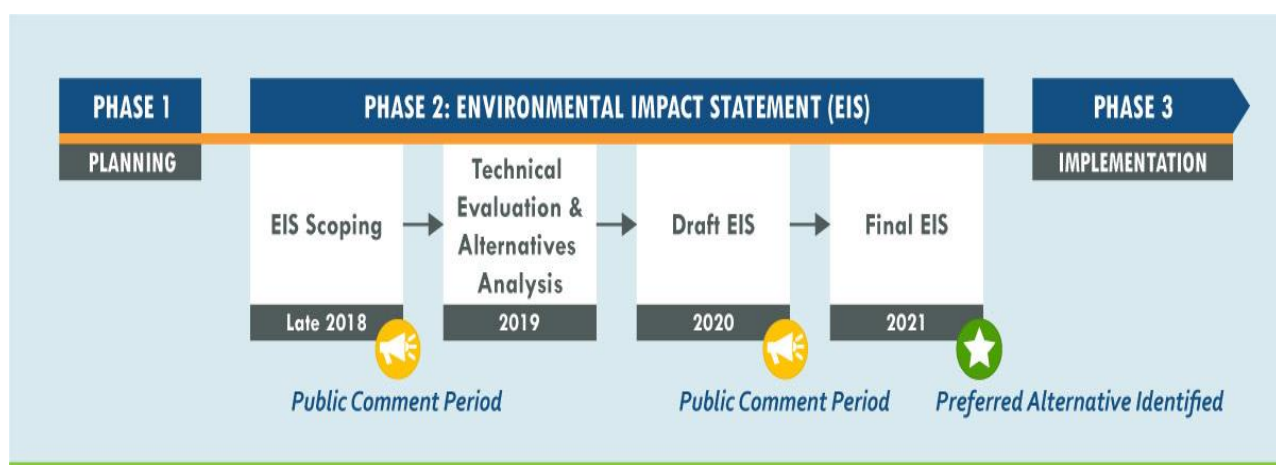 PHASE 1
PHASE 2: ENVIRONMENTAL IMPACT STATEMENT (EIS)
PHASE 3
PLANNING
IMPLEMENTATION
EIS Scoping
Technical
Evaluation &
Alternatives
Analysis
Draft EIS
Final EIS
Late 2018
2019
2020
2021
Public Comment Period
Public Comment Period
Preferred Alternative Identified